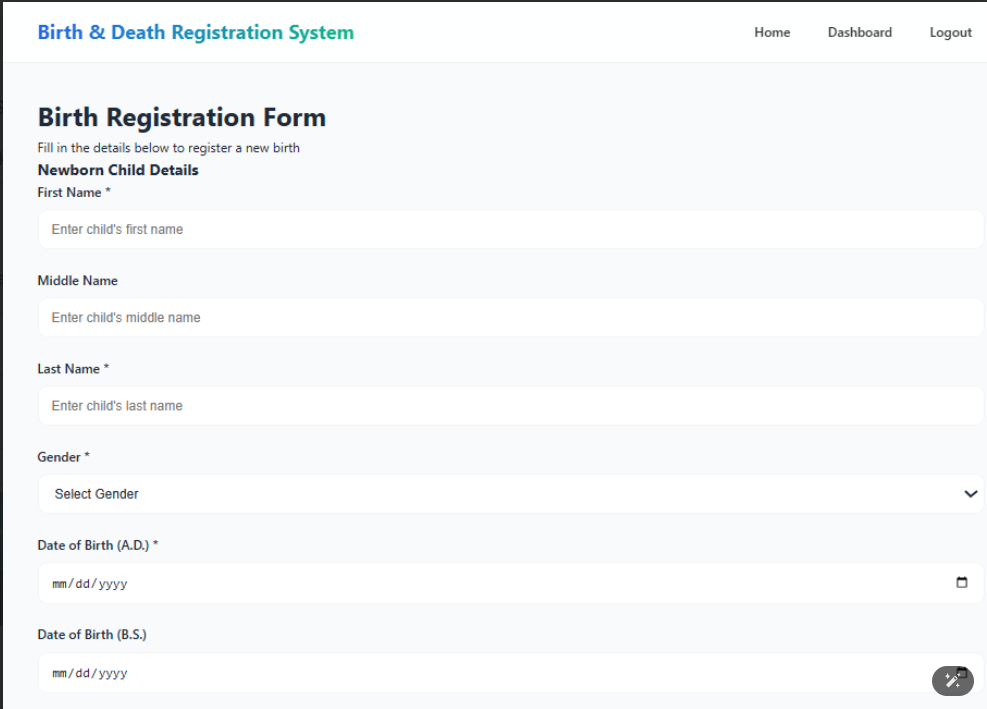 Birth & Death Registration System
Home Dashboard Logout
Birth Registration Form
Fill in the details below to register a new birth
Newborn Child Details
First Name *
Enter child's first name
Middle Name
Enter child's middle name
Last Name *
Enter child's last name
Gender *
Select Gender
Date of Birth (A.D.) *
mm/dd/yyyy
Date of Birth (B.S.)
mm/dd/yyyy